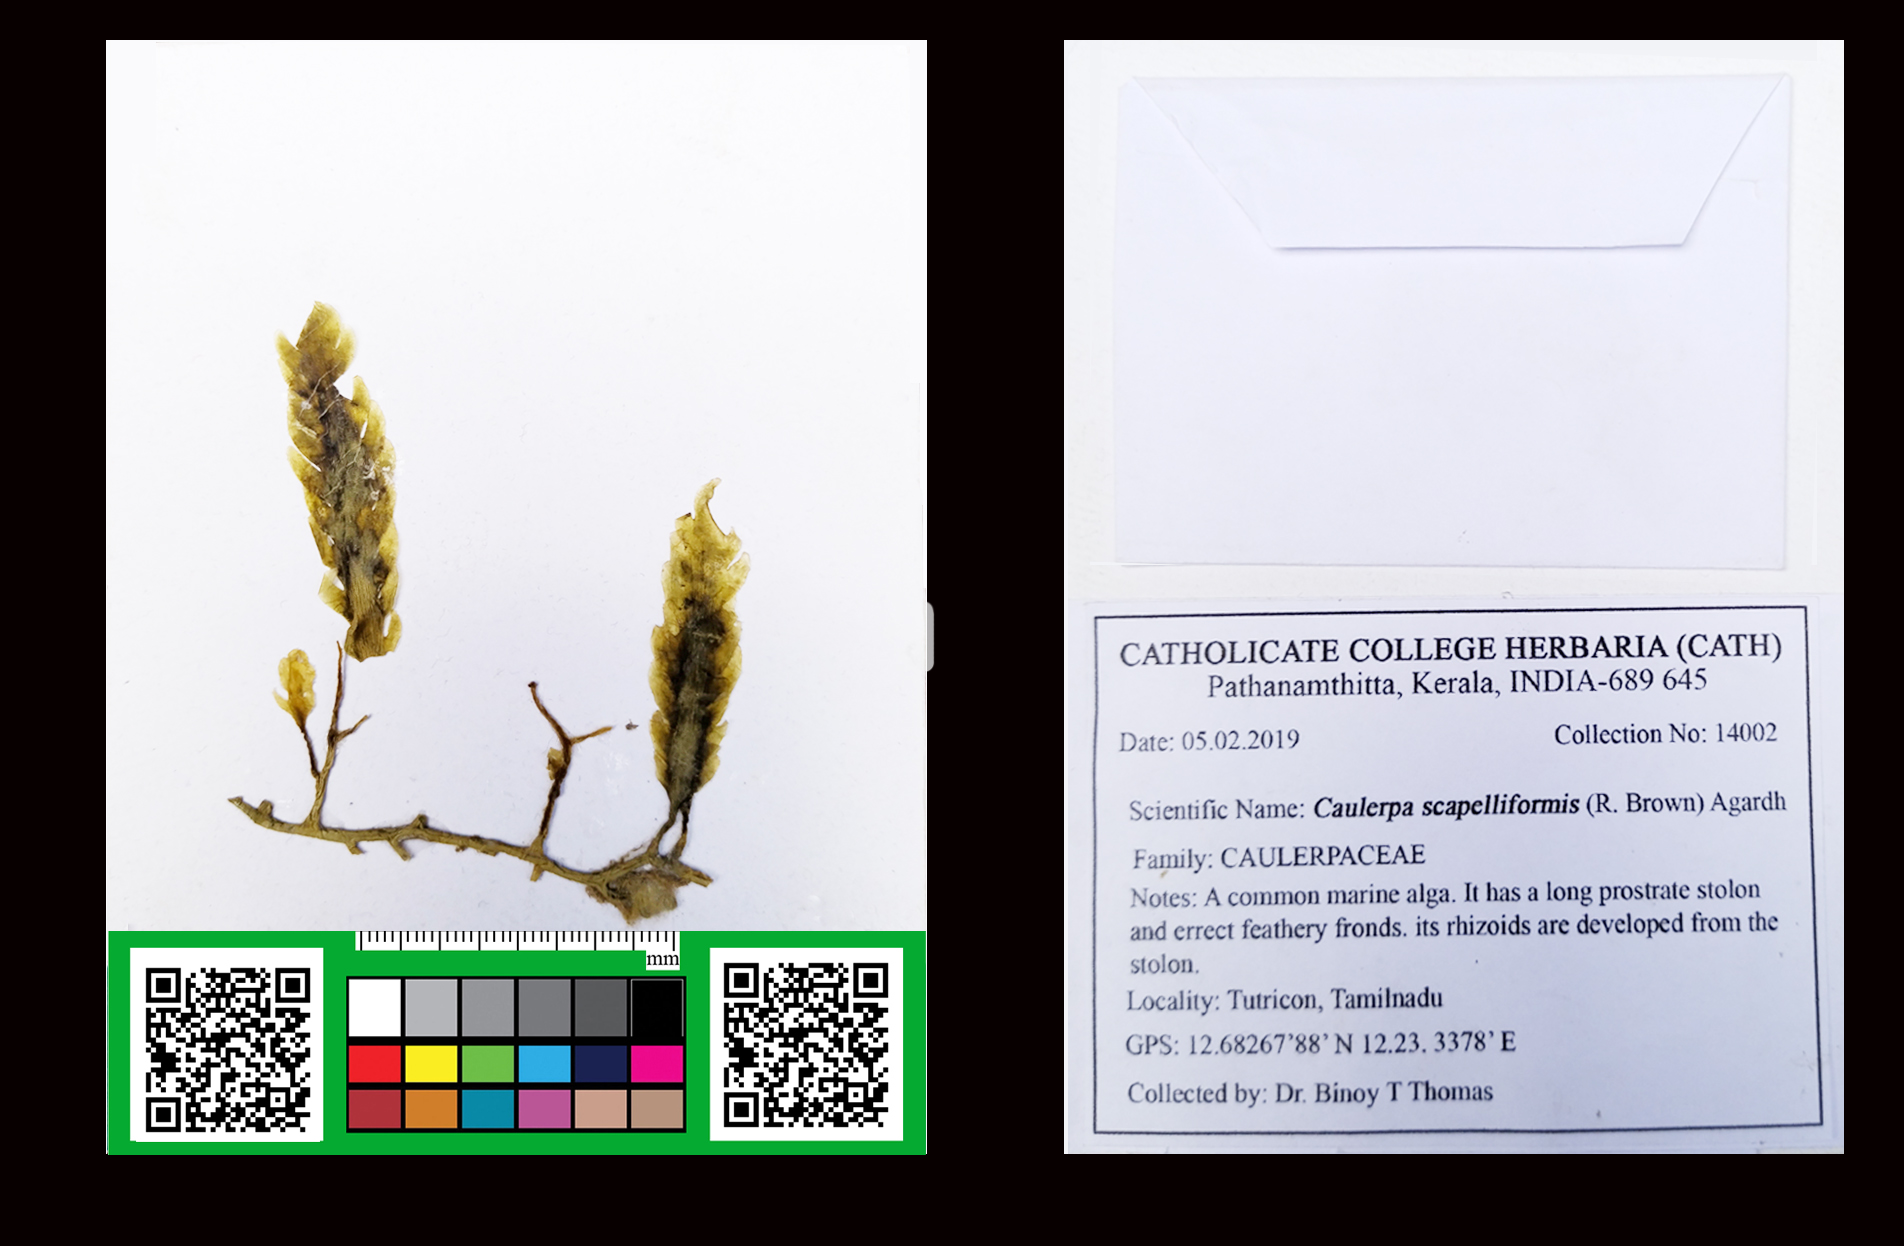 mm
CATHOLICATE COLLEGE HERBARIA (CATH)
Pathanamthitta, Kerala, INDIA-689 645
Date: 05.02.2019 Collection No: 14002
Scientific Name: Caulerpa scapelliformis (R. Brown) Agardh
Family: CAULERPACEAE
Notes: A common marine alga. It has a long prostrate stolon
and errect feathery fronds. its rhizoids are developed from the
stolon.
Locality: Tutricon, Tamilnadu
GPS: 12.68267’88’ N 12.23. 3378’ E
Collected by: Dr. Binoy T Thomas